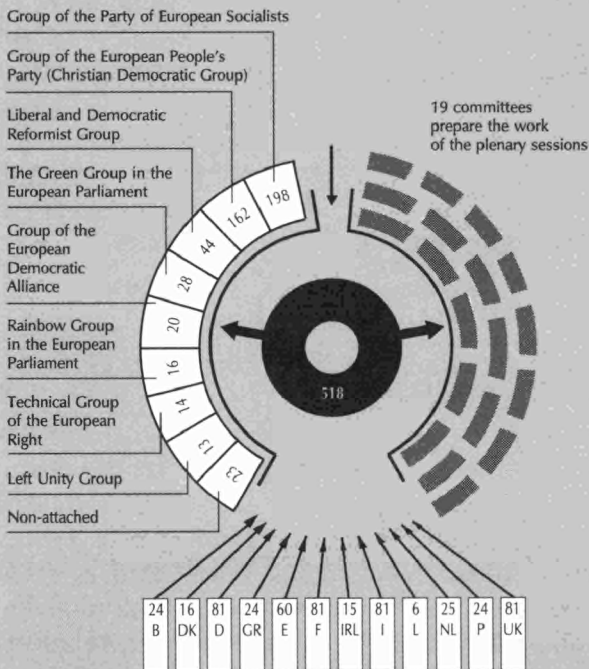 Group of the Party of European Socialists
Group of the European People's
Party (Christian Democratic Group)
Liberal and Democratic
Reformist Group
The Green Group in the
European Parliament
Group of the
European
Democratic
Alliance
Rainbow Group
in the European
Parliament
Technical
Group of the
European
Right
Left Unity Group
Non-attached
19 committees
prepare the work
of the plenary sessions
198
162
44
28
20
16
14
13
23
518
24 16 81 24 60 81 15 81 6 25 24 81
B DK D GR E F IRL I L NL P UK